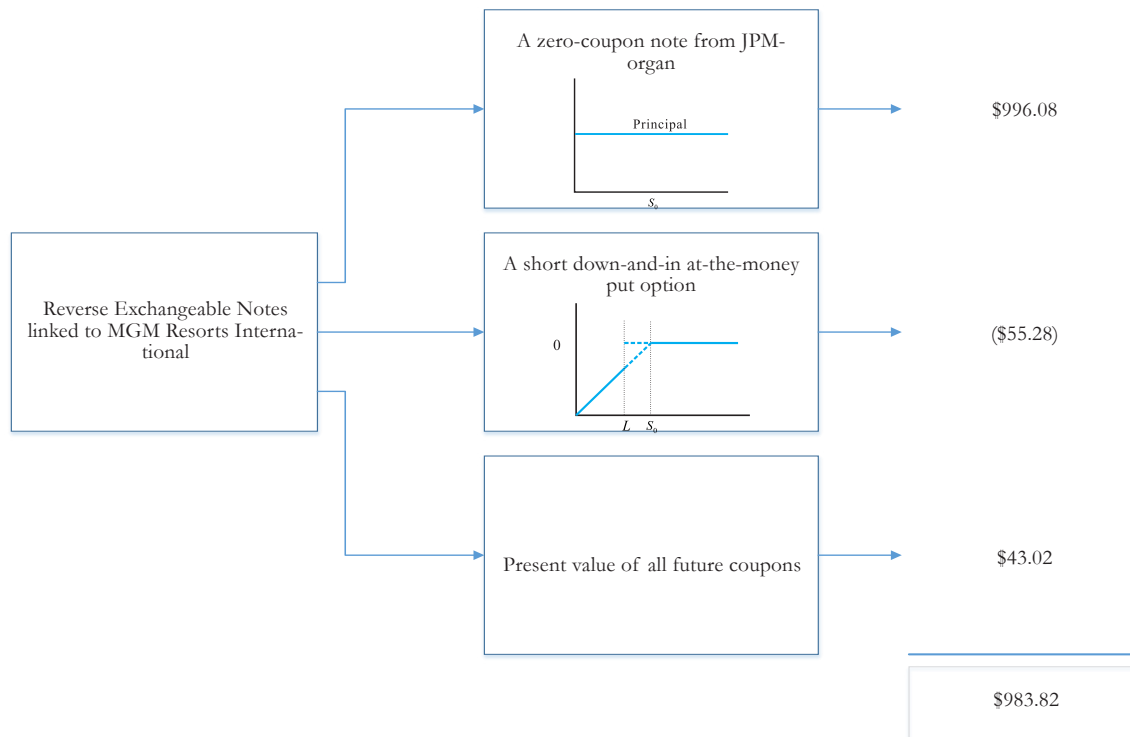 A zero-coupon note from JPM-
organ
Principal
S₀
$996.08
Reverse Exchangeable Notes
linked to MGM Resorts Interna-
tional
A short down-and-in at-the-money
put option
0
L S₀
($55.28)
Present value of all future coupons
$43.02
$983.82